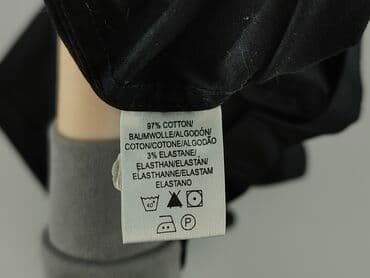 97% COTTON/
BAUMWOLLE/ALGODÓN/
COTON/COTONE/ALGODÃO
3% ELASTANE/
ELASTHAN/ELASTÁN/
ELASTHANNE/ELASTAM
ELASTANO
40°
P